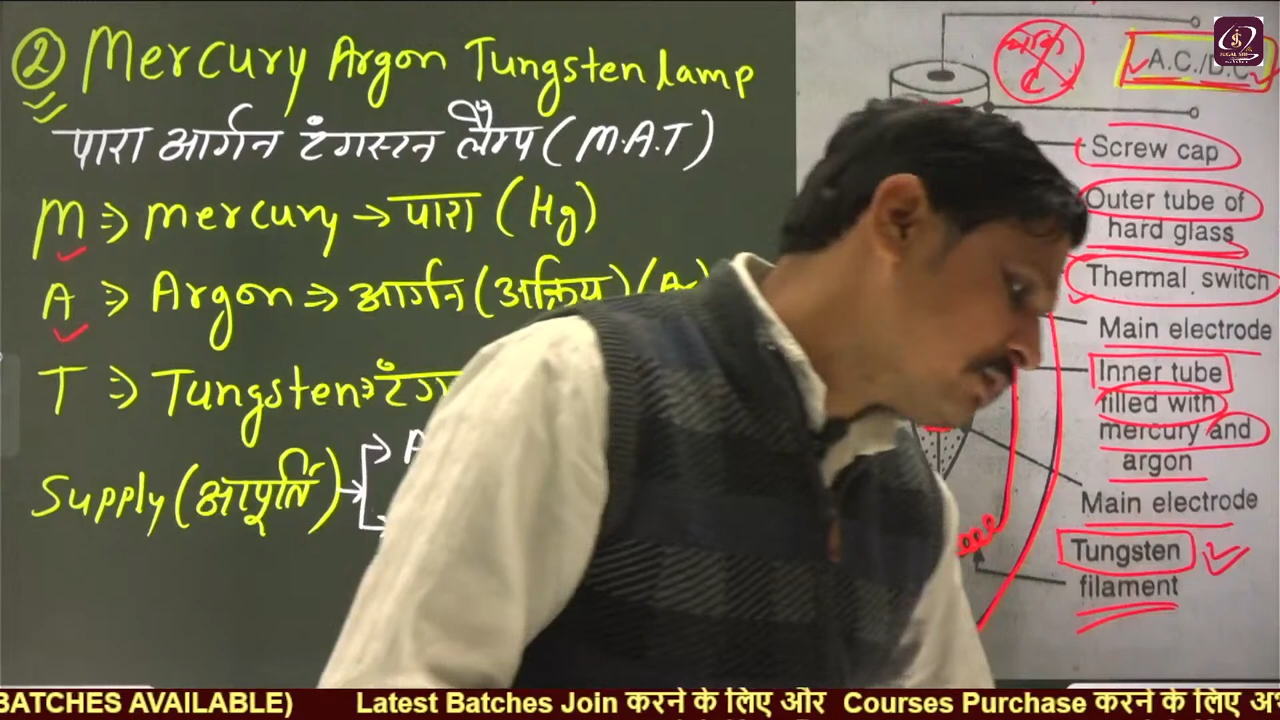 ② Mercury Argon Tungsten lamp
पारा आर्गन टंगस्टन लैम्प (M.A.T)
M ⇒ mercury → पारा (Hg)
A ⇒ Argon ⇒ आर्गन (अक्रिय)
T ⇒ Tungsten ⇒
Supply (आपूर्ति)
A.C./D.C.
Screw cap
Outer tube of
hard glass
Thermal switch
Main electrode
Inner tube
filled with
mercury and
argon
Main electrode
Tungsten
filament
BATCHES AVAILABLE) Latest Batches Join करने के लिए और Courses Purchase करने के लिए